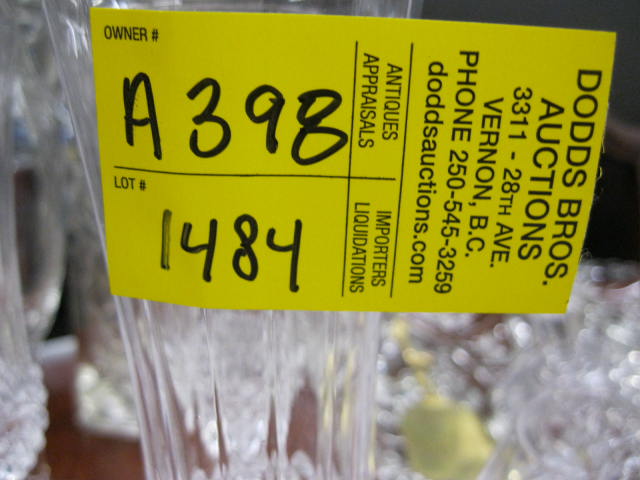 OWNER #
A 398
LOT #
1484
ANTIQUES
APPRAISALS
IMPORTERS
LIQUIDATIONS
DODDS BROS.
AUCTIONS
3311 - 28TH AVE.
VERNON, B.C.
PHONE 250-545-3259
doddsauctions.com